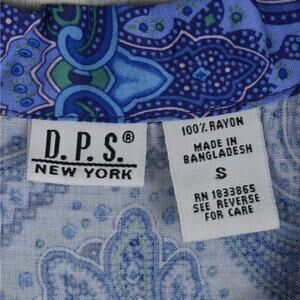 D.P.S.®
NEW YORK
100% RAYON
MADE IN
BANGLADESH
S
RN 1833865
SEE REVERSE
FOR CARE